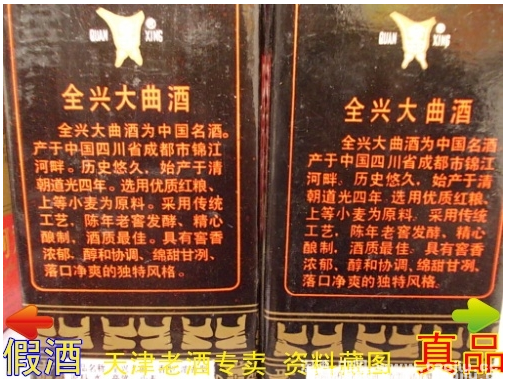 QUAN XING
全兴大曲酒
全兴大曲酒为中国名酒。
产于中国四川省成都市锦江
河畔。历史悠久，始产于清
朝道光四年。选用优质红粮、
上等小麦为原料。采用传统
工艺，陈年老窖发酵、精心
酿制，酒质最佳。具有窖香
浓郁、醇和协调、绵甜甘冽、
落口净爽的独特风格。
QUAN XING
全兴大曲酒
全兴大曲酒为中国名酒
产于中国四川省成都市锦江
河畔。历史悠久，始产于清
朝道光四年 选用优质红粮、
上等小麦为原料 采用传统
工艺，陈年老窖发酵、精心
酿制，酒质最佳。具有窖香
浓郁、醇和协调、绵甜甘冽、
落口净爽的独特风格。
假酒
天津老酒专卖 资料藏图
真品